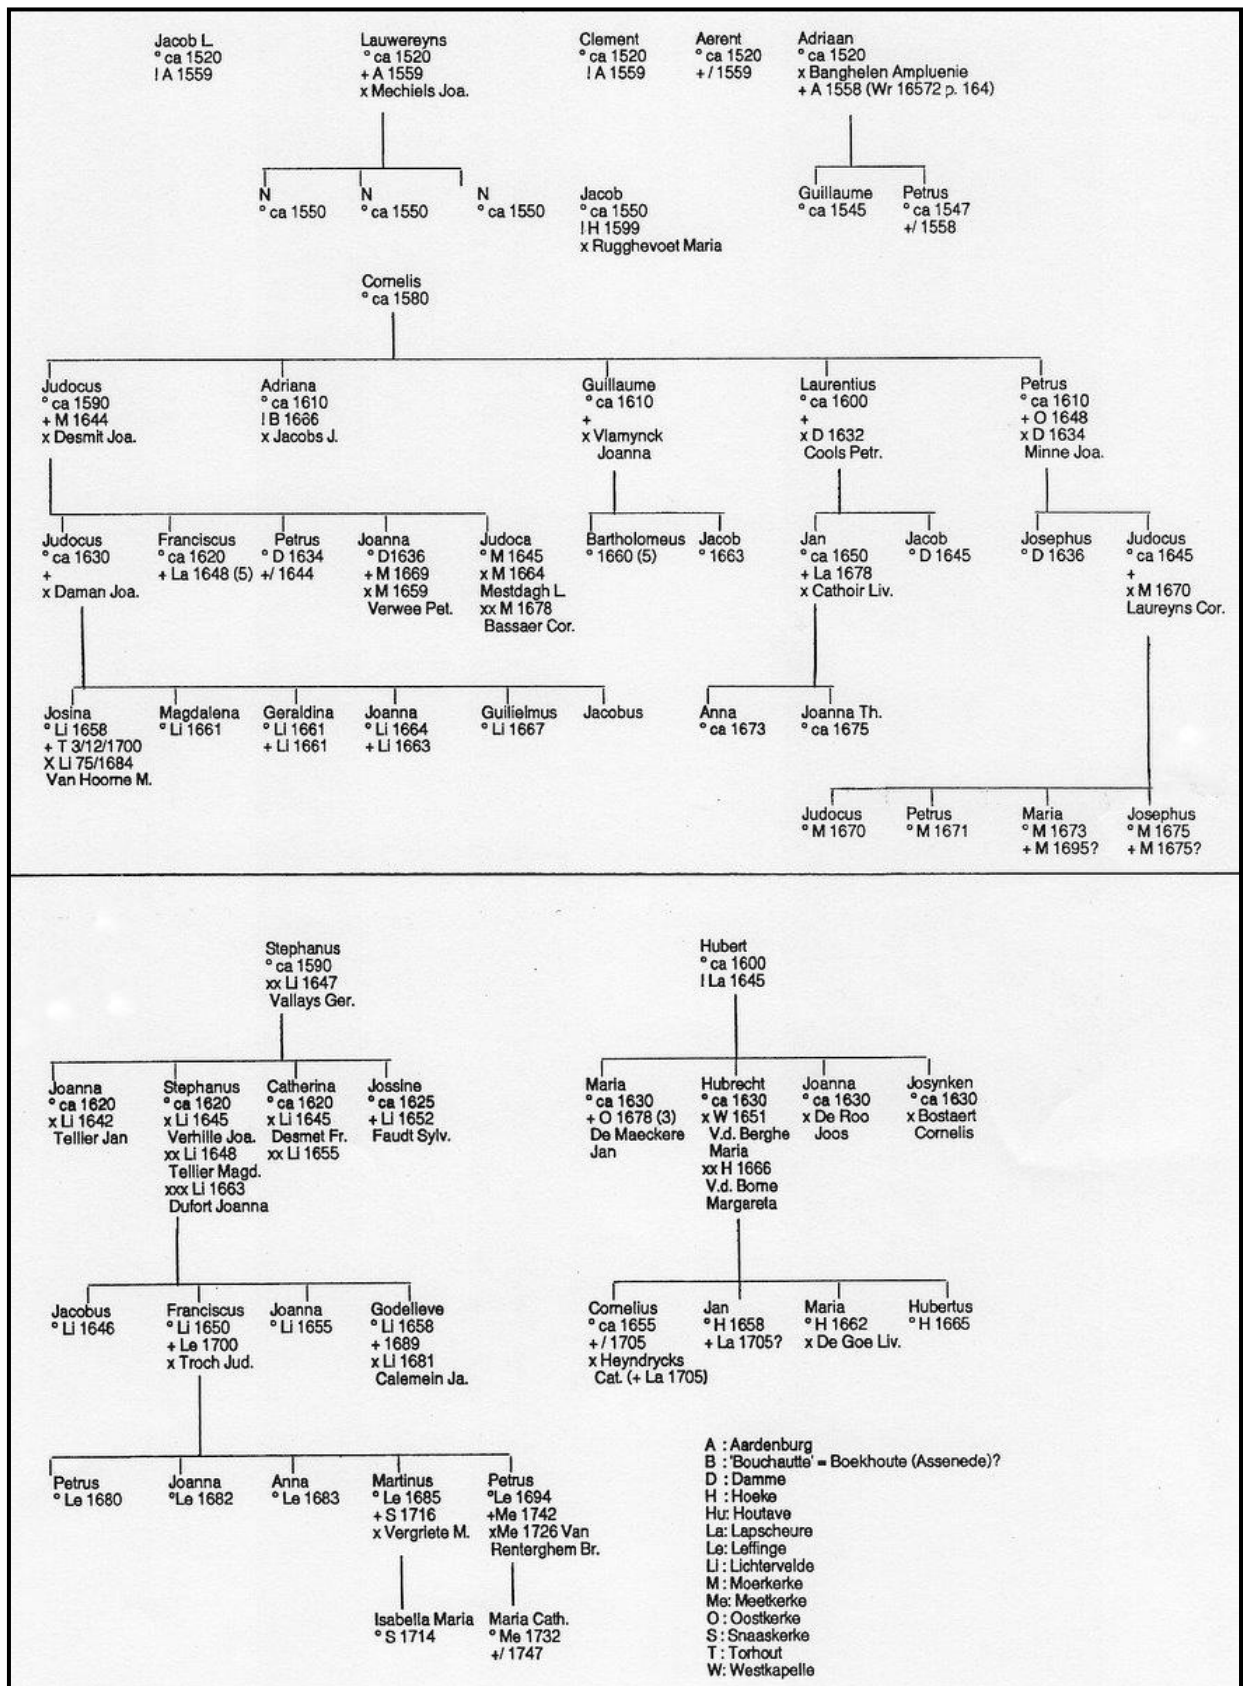 Jacob L.
° ca 1520
! A 1559
Lauwereyns
° ca 1520
+ A 1559
x Mechiels Joa.
Clement
° ca 1520
! A 1559
Aerent
° ca 1520
+ / 1559
Adriaan
° ca 1520
x Banghelen Ampluenie
+ A 1558 (Wr 16572 p. 164)
N
° ca 1550
N
° ca 1550
N
° ca 1550
Jacob
° ca 1550
! H 1599
x Rugghevoet Maria
Guillaume
° ca 1545
Petrus
° ca 1547
+/ 1558
Cornelis
° ca 1580
Judocus
° ca 1590
+ M 1644
x Desmit Joa.
Adriana
° ca 1610
! B 1666
x Jacobs J.
Guillaume
° ca 1610
+
x Vlamynck
Joanna
Laurentius
° ca 1600
+
x D 1632
Cools Petr.
Petrus
° ca 1610
+ O 1648
x D 1634
Minne Joa.
Judocus
° ca 1630
+
x Daman Joa.
Franciscus
° ca 1620
+ La 1648 (5)
Petrus
° D 1634
+/ 1644
Joanna
° D1636
+ M 1669
x M 1659
Verwee Pet.
Judoca
° M 1645
x M 1664
Mestdagh L.
xx M 1678
Bassaer Cor.
Bartholomeus
° 1660 (5)
Jacob
° 1663
Jan
° ca 1650
+ La 1678
x Cathoir Liv.
Jacob
° D 1645
Josephus
° D 1636
Judocus
° ca 1645
+
x M 1670
Laureyns Cor.
Josina
° Li 1658
+ T 3/12/1700
X Li 75/1684
Van Hoorne M.
Magdalena
° Li 1661
Geraldina
° Li 1661
+ Li 1661
Joanna
° Li 1664
+ Li 1663
Guilielmus
° Li 1667
Jacobus
Anna
° ca 1673
Joanna Th.
° ca 1675
Judocus
° M 1670
Petrus
° M 1671
Maria
° M 1673
+ M 1695?
Josephus
° M 1675
+ M 1675?
Stephanus
° ca 1590
xx Li 1647
Vallays Ger.
Hubert
° ca 1600
! La 1645
Joanna
° ca 1620
x Li 1642
Tellier Jan
Stephanus
° ca 1620
x Li 1645
Verhille Joa.
xx Li 1648
Tellier Magd.
xxx Li 1663
Dufort Joanna
Catherina
° ca 1620
x Li 1645
Desmet Fr.
xx Li 1655
Jossine
° ca 1625
+ Li 1652
Faudt Sylv.
Maria
° ca 1630
+ O 1678 (3)
De Maeckere
Jan
Hubrecht
° ca 1630
x W 1651
V.d. Berghe
Maria
xx H 1666
V.d. Borne
Margareta
Joanna
° ca 1630
x De Roo
Joos
Josynken
° ca 1630
x Bostaert
Cornelis
Jacobus
° Li 1646
Franciscus
° Li 1650
+ Le 1700
x Troch Jud.
Joanna
° Li 1655
Godelieve
° Li 1658
+ 1689
x Li 1681
Calemein Ja.
Cornelius
° ca 1655
+ / 1705
x Heyndrycks
Cat. (+ La 1705)
Jan
° H 1658
+ La 1705?
Maria
° H 1662
x De Goe Liv.
Hubertus
° H 1665
Petrus
° Le 1680
Joanna
°Le 1682
Anna
° Le 1683
Martinus
° Le 1685
+ S 1716
x Vergriete M.
Petrus
°Le 1694
+Me 1742
xMe 1726 Van
Renterghem Br.
Isabella Maria
° S 1714
Maria Cath.
° Me 1732
+/ 1747
A : Aardenburg
B : 'Bouchautte' = Boekhoute (Assenede)?
D : Damme
H : Hoeke
Hu: Houtave
La: Lapscheure
Le: Leffinge
Li : Lichtervelde
M : Moerkerke
Me: Meetkerke
O : Oostkerke
S : Snaaskerke
T : Torhout
W: Westkapelle